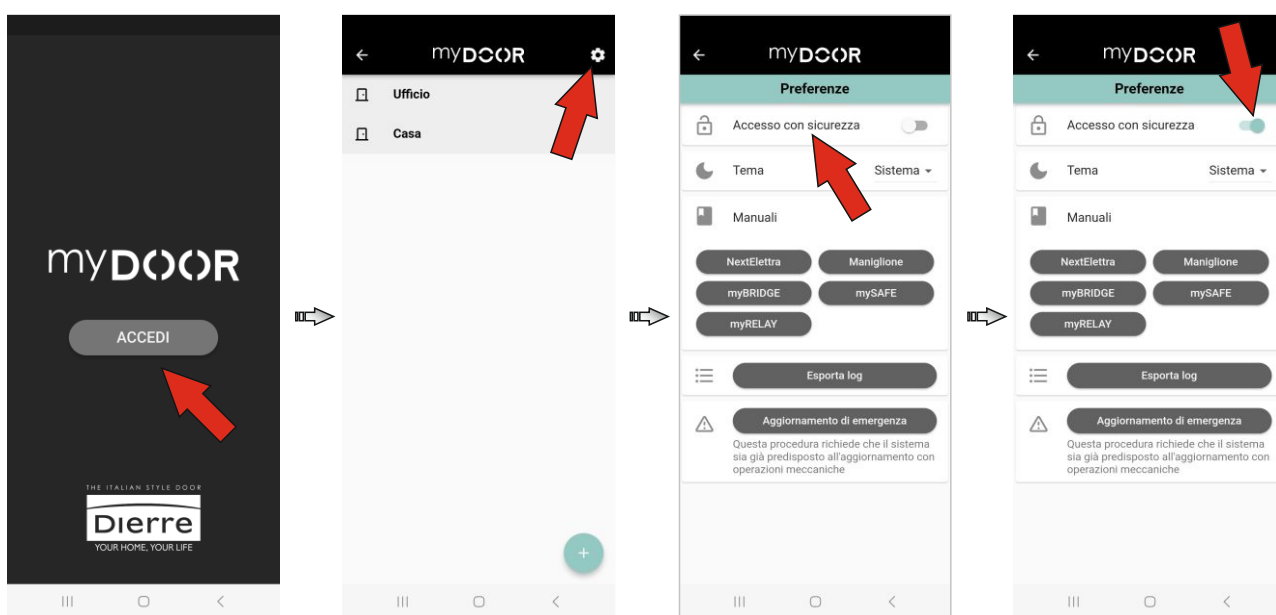 myDOOR
ACCEDI
THE ITALIAN STYLE DOOR
Dierre
YOUR HOME, YOUR LIFE
myDOOR
Ufficio
Casa
+
myDOOR
Preferenze
Accesso con sicurezza
Tema Sistema
Manuali
NextElettra Maniglione
myBRIDGE mySAFE
myRELAY
Esporta log
Aggiornamento di emergenza
Questa procedura richiede che il sistema
sia già predisposto all'aggiornamento con
operazioni meccaniche
myDOOR
Preferenze
Accesso con sicurezza
Tema Sistema
Manuali
NextElettra Maniglione
myBRIDGE mySAFE
myRELAY
Esporta log
Aggiornamento di emergenza
Questa procedura richiede che il sistema
sia già predisposto all'aggiornamento con
operazioni meccaniche